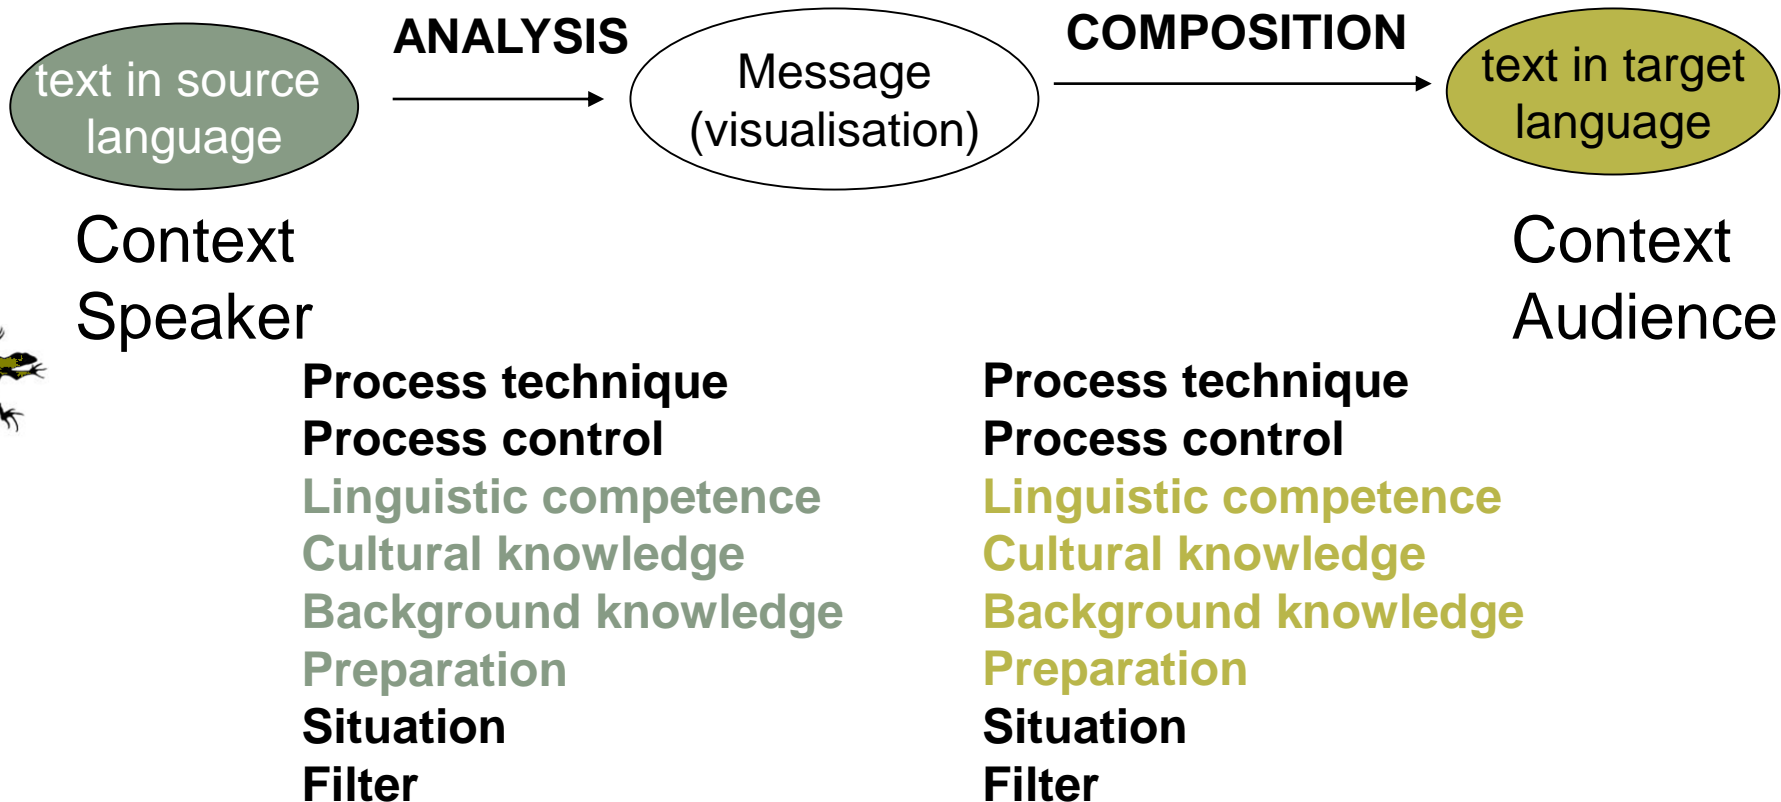 ANALYSIS
COMPOSITION
text in source
language
Message
(visualisation)
text in target
language
Context
Speaker
Context
Audience
Process technique
Process control
Linguistic competence
Cultural knowledge
Background knowledge
Preparation
Situation
Filter
Process technique
Process control
Linguistic competence
Cultural knowledge
Background knowledge
Preparation
Situation
Filter